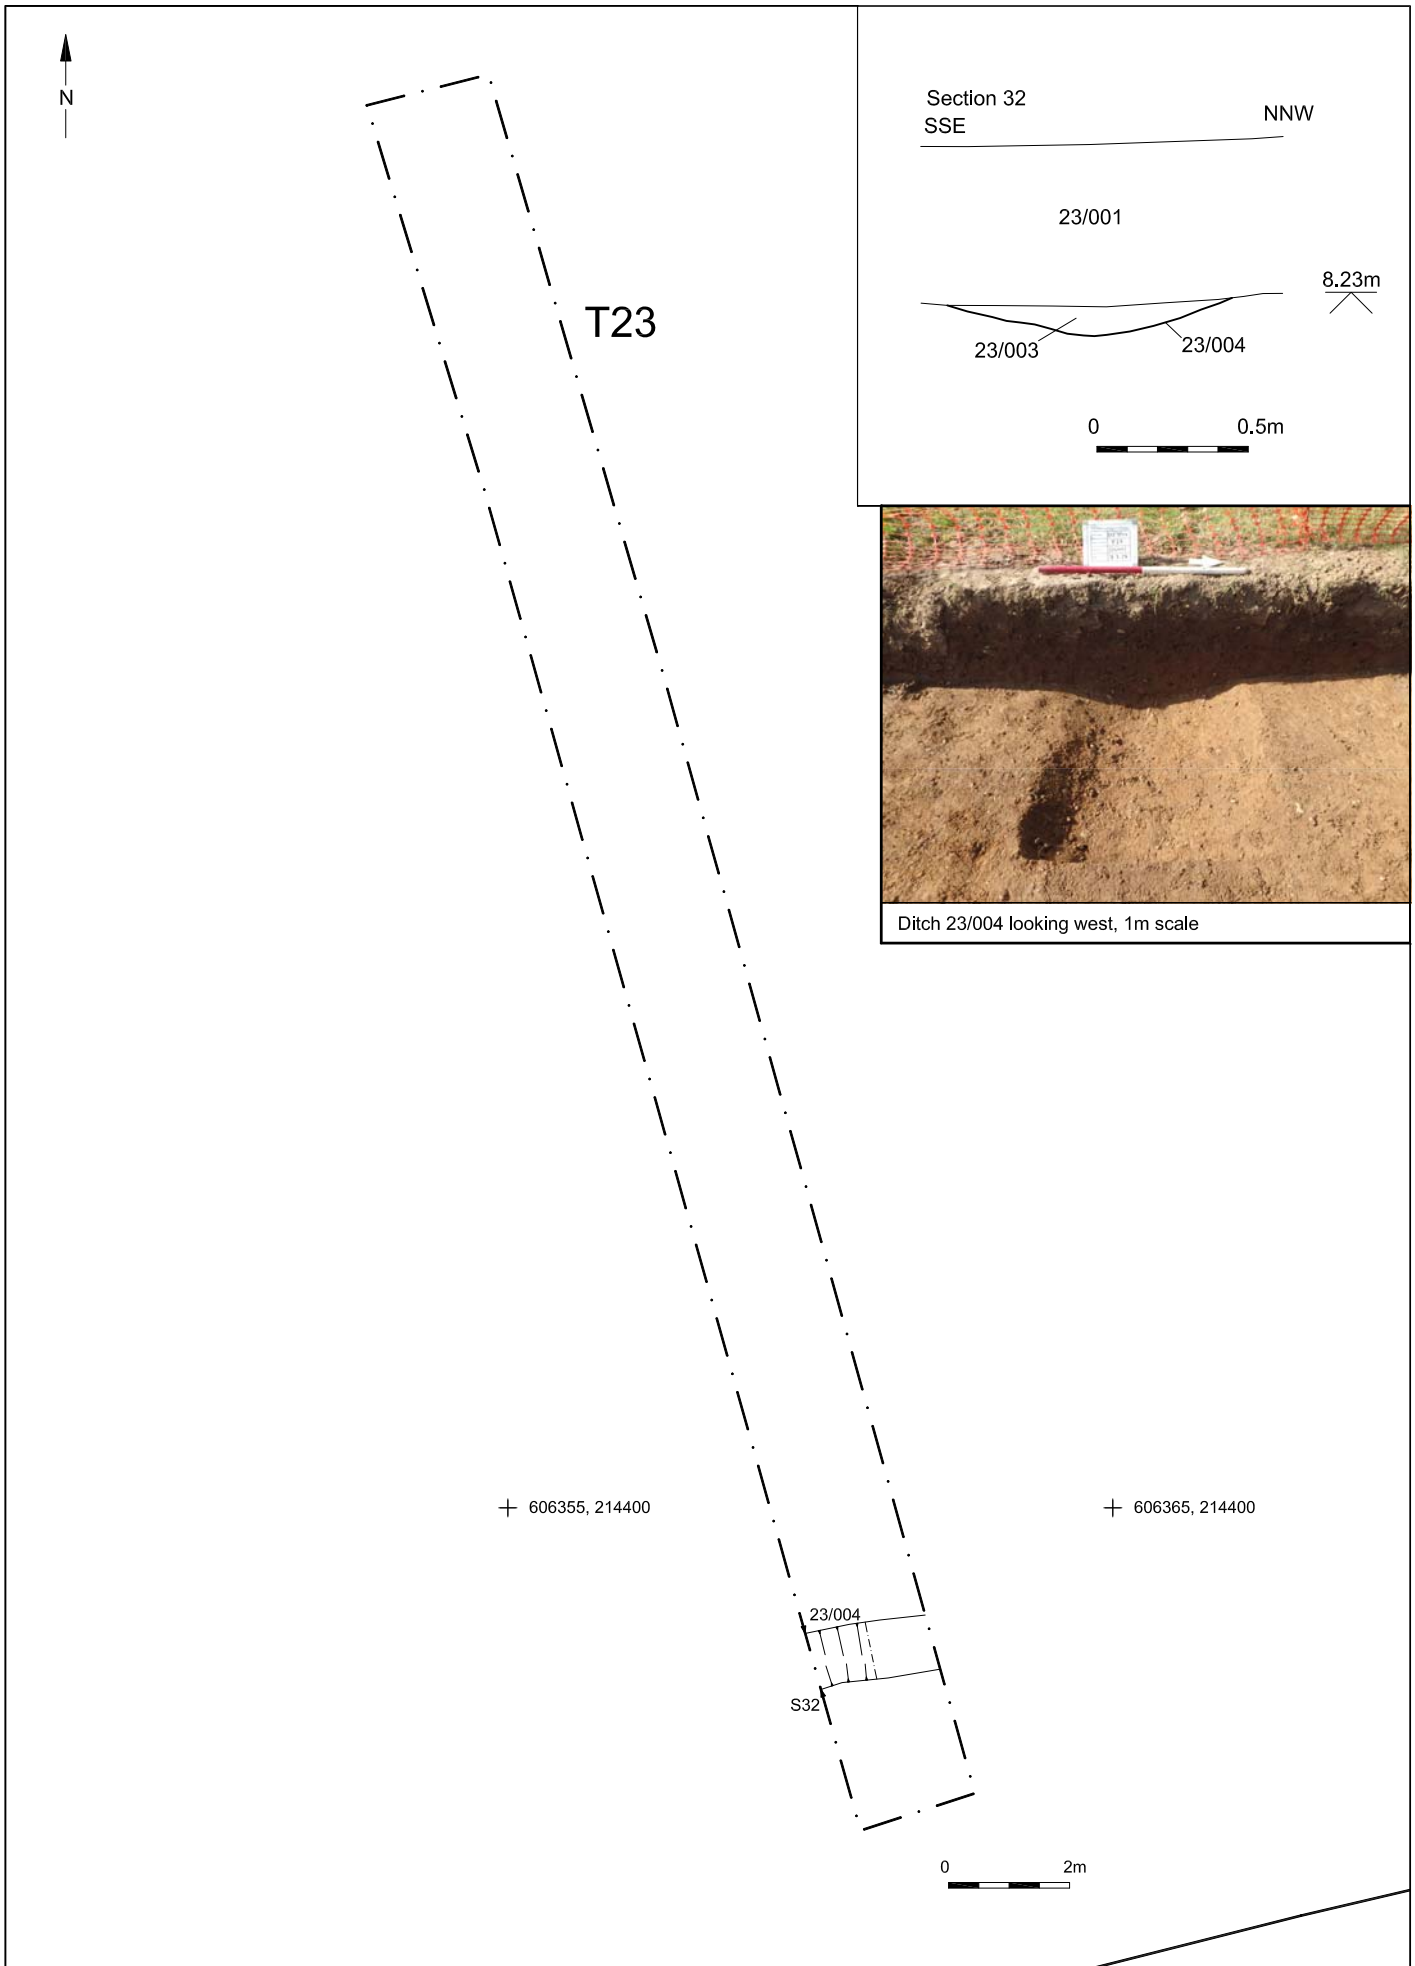 N
Section 32
SSE
NNW
23/001
8.23m
23/003
23/004
0
0.5m
T23
Ditch 23/004 looking west, 1m scale
606355, 214400
606365, 214400
23/004
S32
0
2m